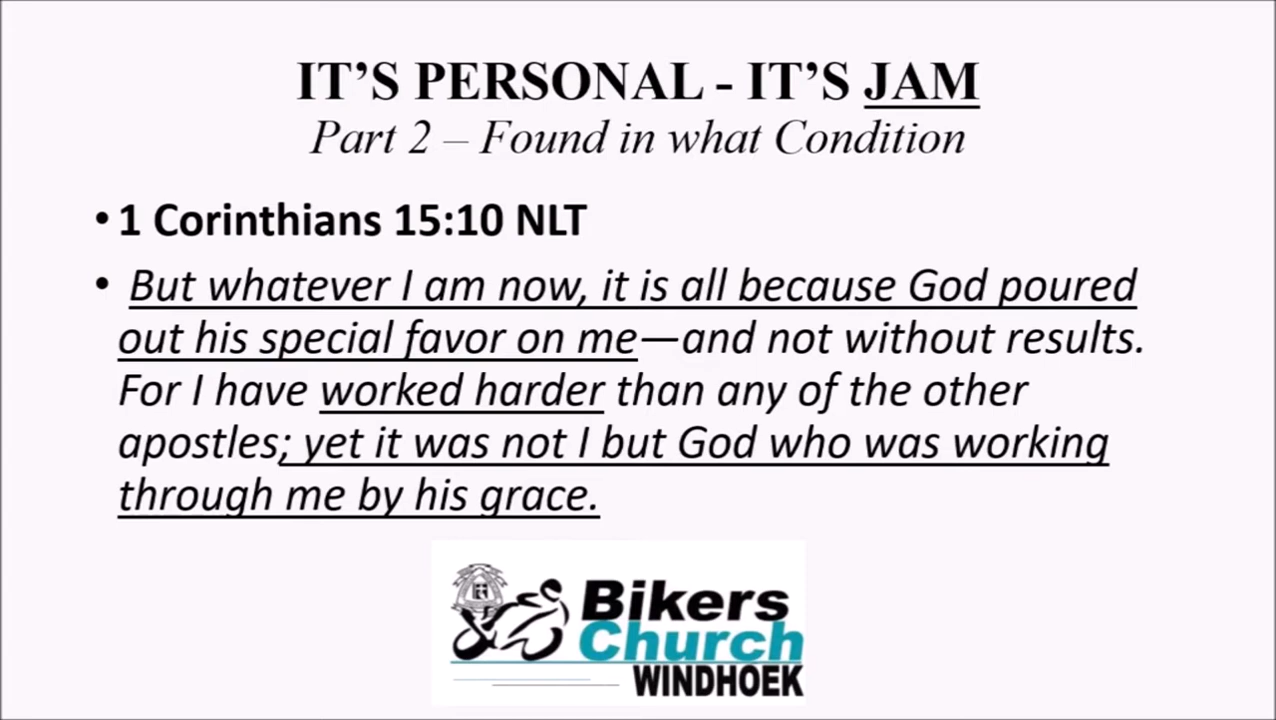 IT’S PERSONAL - IT’S JAM
Part 2 – Found in what Condition
• 1 Corinthians 15:10 NLT
• But whatever I am now, it is all because God poured
out his special favor on me—and not without results.
For I have worked harder than any of the other
apostles; yet it was not I but God who was working
through me by his grace.
Bikers
Church
WINDHOEK